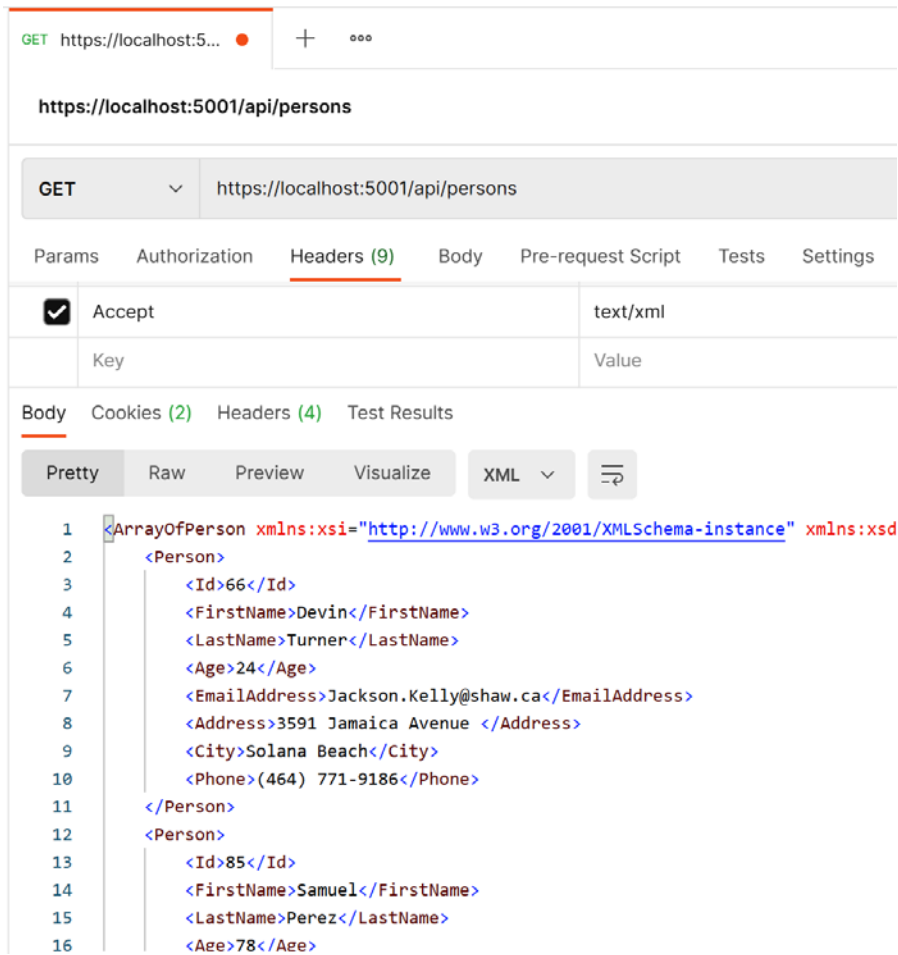 GET https://localhost:5... + ooo
https://localhost:5001/api/persons
GET https://localhost:5001/api/persons
Params Authorization Headers (9) Body Pre-request Script Tests Settings
Accept text/xml
Key Value
Body Cookies (2) Headers (4) Test Results
Pretty Raw Preview Visualize XML
1 <ArrayOfPerson xmlns:xsi="http://www.w3.org/2001/XMLSchema-instance" xmlns:xsd
2 <Person>
3 <Id>66</Id>
4 <FirstName>Devin</FirstName>
5 <LastName>Turner</LastName>
6 <Age>24</Age>
7 <EmailAddress>Jackson.Kelly@shaw.ca</EmailAddress>
8 <Address>3591 Jamaica Avenue </Address>
9 <City>Solana Beach</City>
10 <Phone>(464) 771-9186</Phone>
11 </Person>
12 <Person>
13 <Id>85</Id>
14 <FirstName>Samuel</FirstName>
15 <LastName>Perez</LastName>
16 <Age>78</Age>